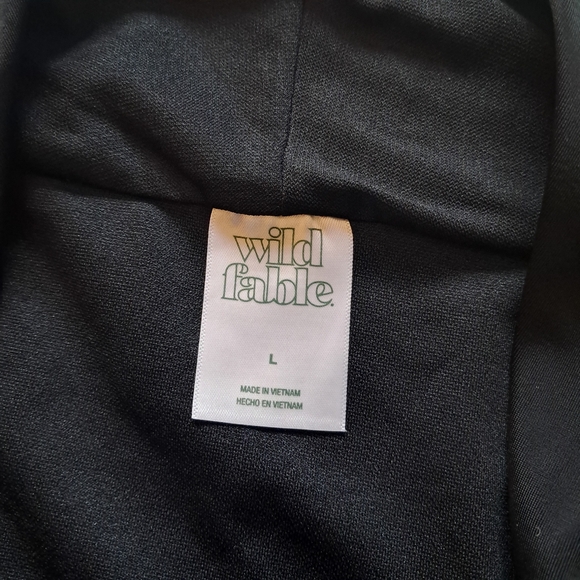 wild
fable.
L
MADE IN VIETNAM
HECHO EN VIETNAM